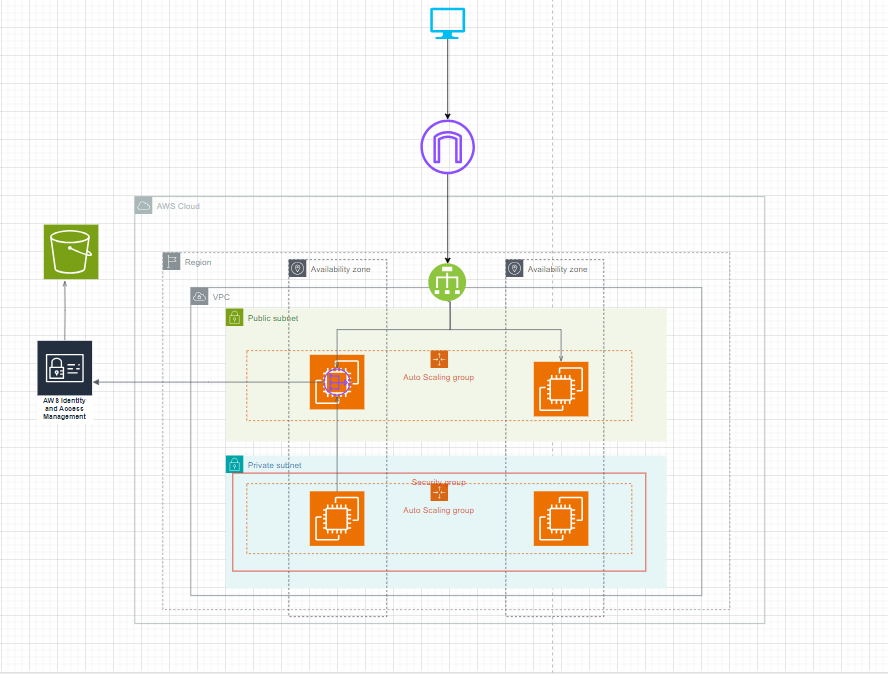 AWS Cloud
Region
Availability zone
Availability zone
VPC
Public subnet
Auto Scaling group
AWS Identity
and Access
Management
Private subnet
Security group
Auto Scaling group